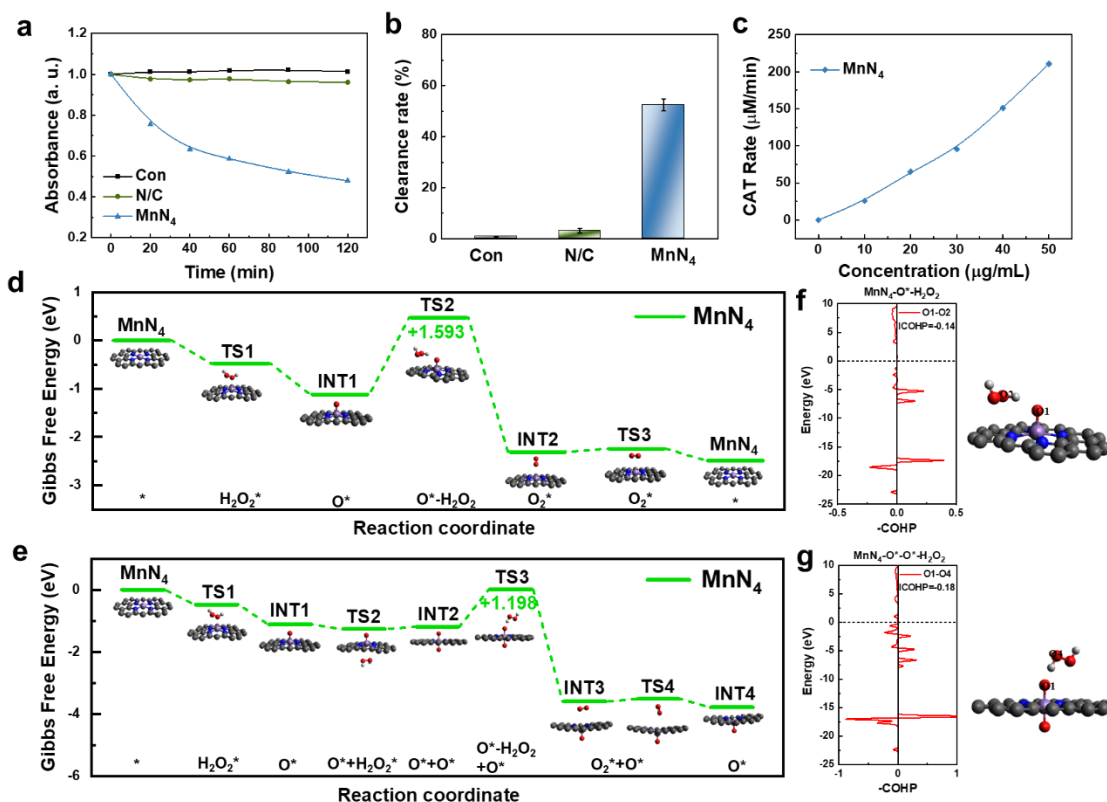 a
Absorbance (a. u.)
1.2
1.0
0.8
0.6
0.4
0.2
Con
N/C
MnN₄
0 20 40 60 80 100 120
Time (min)
b
Clearance rate (%)
80
60
40
20
0
Con N/C MnN₄
c
CAT Rate (μM/min)
250
200
150
100
50
0
MnN₄
0 10 20 30 40 50
Concentration (μg/mL)
d
Gibbs Free Energy (eV)
1
0
-1
-2
-3
MnN₄
TS1
INT1
TS2
+1.593
INT2
TS3
MnN₄
MnN₄
* H₂O₂* O* O*-H₂O₂ O₂* O₂* *
Reaction coordinate
e
Gibbs Free Energy (eV)
0
-2
-4
-6
MnN₄
TS1
INT1
TS2
INT2
TS3
+1.198
INT3
TS4
INT4
MnN₄
* H₂O₂* O* O*+H₂O₂* O*+O* O*-H₂O₂
+O* O₂*+O* O*
Reaction coordinate
f
MnN₄-O*-H₂O₂
O1-O2
ICOHP=-0.14
Energy (eV)
10
5
0
-5
-10
-15
-20
-25
-0.5 0.0 0.5
-COHP
g
MnN₄-O*-O*-H₂O₂
O1-O4
ICOHP=-0.18
Energy (eV)
10
5
0
-5
-10
-15
-20
-25
-1 0 1
-COHP